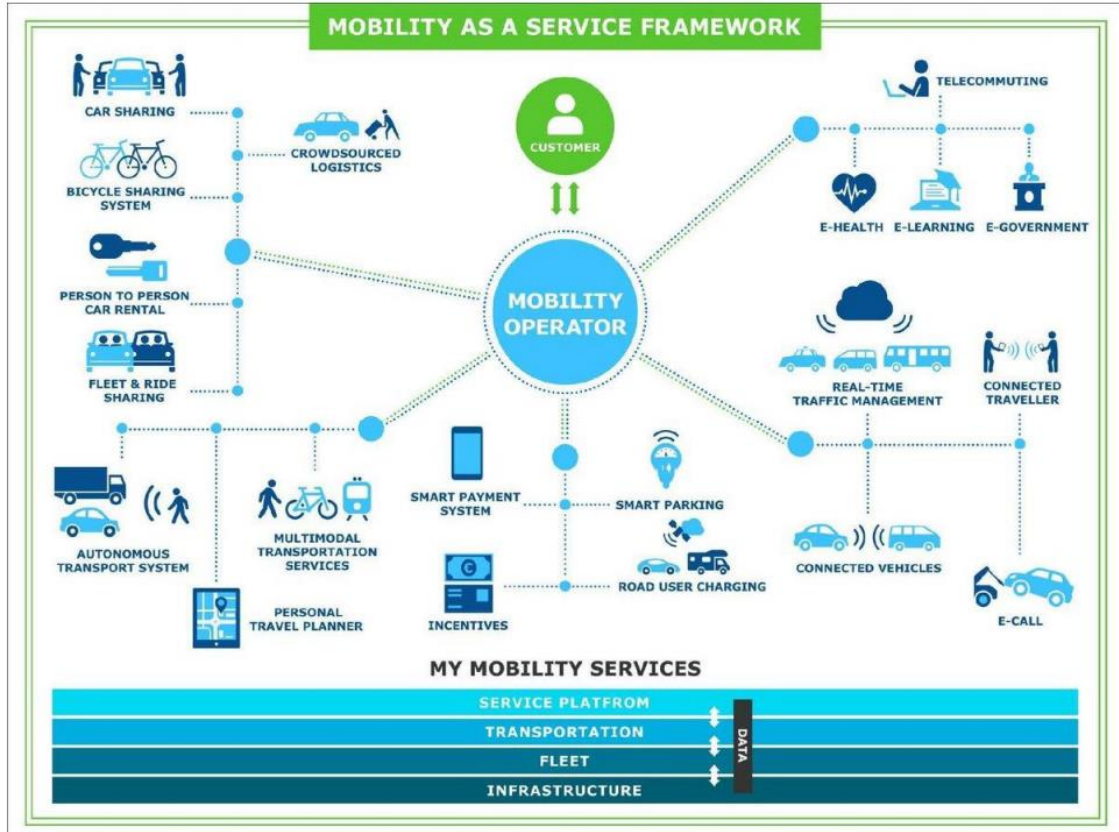 MOBILITY AS A SERVICE FRAMEWORK
CAR SHARING
CROWDSOURCED
LOGISTICS
BICYCLE SHARING
SYSTEM
PERSON TO PERSON
CAR RENTAL
FLEET & RIDE
SHARING
CUSTOMER
MOBILITY
OPERATOR
TELECOMMUTING
E-HEALTH
E-LEARNING
E-GOVERNMENT
REAL-TIME
TRAFFIC MANAGEMENT
CONNECTED
TRAVELLER
AUTONOMOUS
TRANSPORT SYSTEM
MULTIMODAL
TRANSPORTATION
SERVICES
PERSONAL
TRAVEL PLANNER
SMART PAYMENT
SYSTEM
SMART PARKING
INCENTIVES
ROAD USER CHARGING
CONNECTED VEHICLES
E-CALL
MY MOBILITY SERVICES
SERVICE PLATFROM
TRANSPORTATION
FLEET
INFRASTRUCTURE
DATA